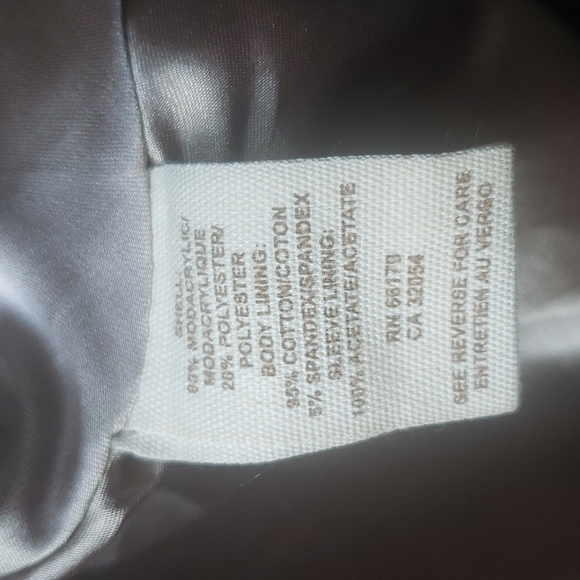 SHELL:
80% MODACRYLIC/
MODACRYLIQUE
20% POLYESTER/
POLYESTER
BODY LINING:
95% COTTON/COTON
5% SPANDEX/SPANDEX
SLEEVE LINING:
100% ACETATE/ACETATE
RN 66170
CA 33054
SEE REVERSE FOR CARE
ENTRETIEN AU VERSO